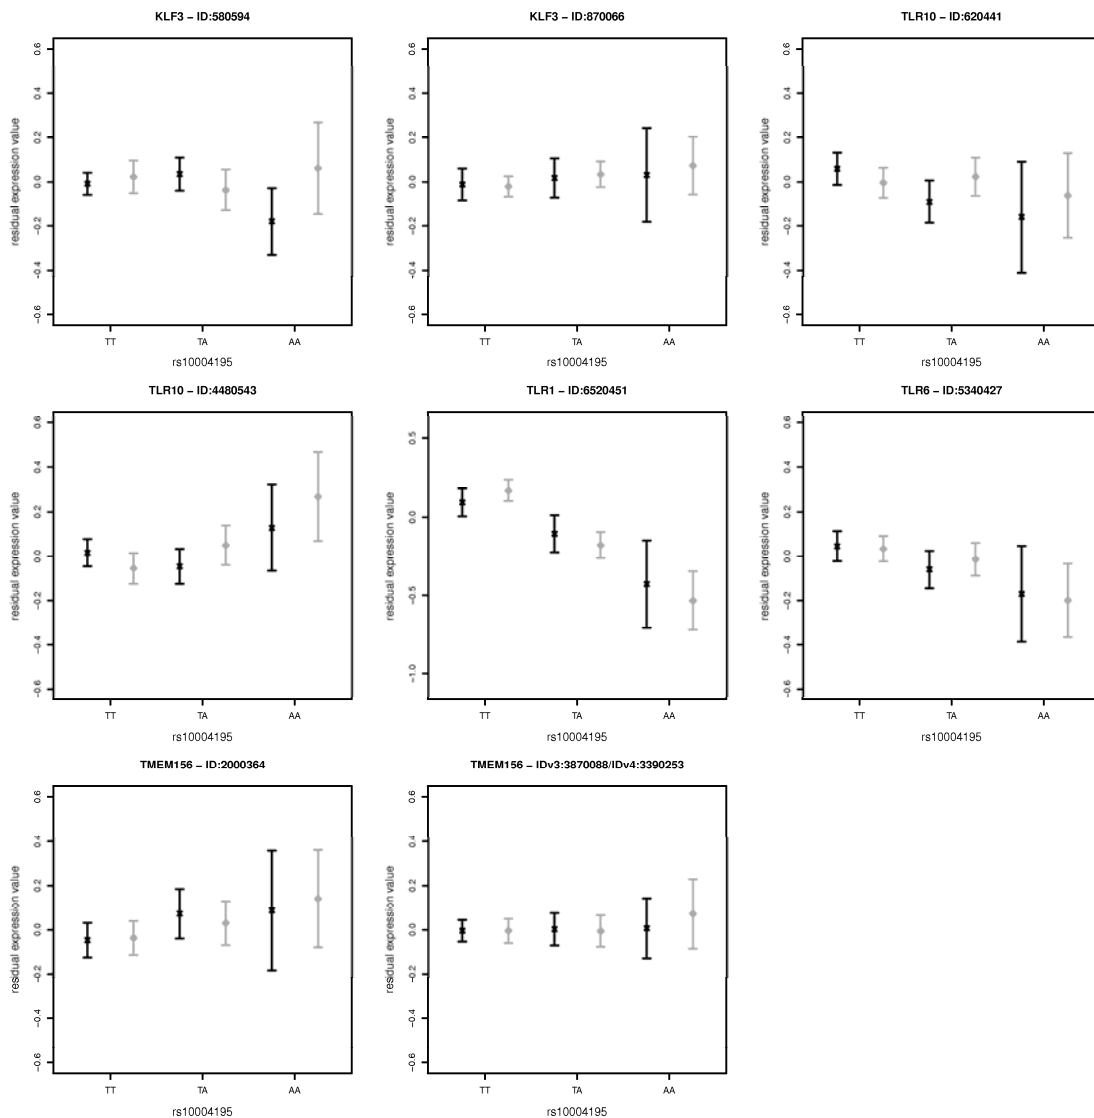 KLF3 – ID:580594
KLF3 – ID:870066
TLR10 – ID:620441
residual expression value
0.6
0.4
0.2
0.0
−0.2
−0.4
−0.6
TT TA AA
rs10004195
residual expression value
0.6
0.4
0.2
0.0
−0.2
−0.4
−0.6
TT TA AA
rs10004195
residual expression value
0.6
0.4
0.2
0.0
−0.2
−0.4
−0.6
TT TA AA
rs10004195
TLR10 – ID:4480543
TLR1 – ID:6520451
TLR6 – ID:5340427
residual expression value
0.6
0.4
0.2
0.0
−0.2
−0.4
−0.6
TT TA AA
rs10004195
residual expression value
0.5
0.0
−0.5
−1.0
TT TA AA
rs10004195
residual expression value
0.6
0.4
0.2
0.0
−0.2
−0.4
−0.6
TT TA AA
rs10004195
TMEM156 – ID:2000364
TMEM156 – IDv3:3870088/IDv4:3390253
residual expression value
0.6
0.4
0.2
0.0
−0.2
−0.4
−0.6
TT TA AA
rs10004195
residual expression value
0.6
0.4
0.2
0.0
−0.2
−0.4
−0.6
TT TA AA
rs10004195